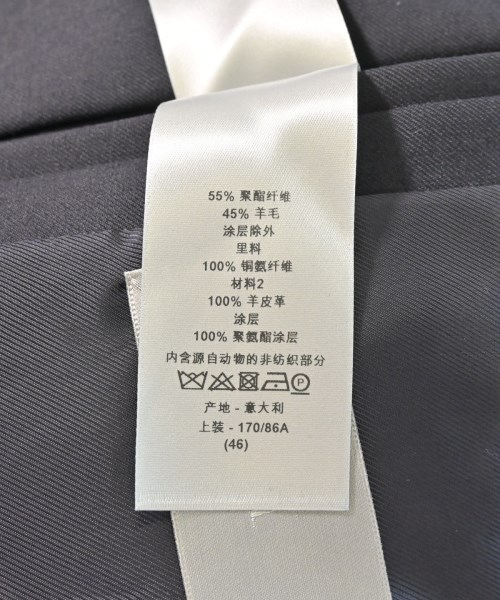 55% 聚酯纤维
45% 羊毛
涂层除外
里料
100% 铜氨纤维
材料2
100% 羊皮革
涂层
100% 聚氨酯涂层
内含源自动物的非纺织部分
P
产地 - 意大利
上装 - 170/86A
(46)